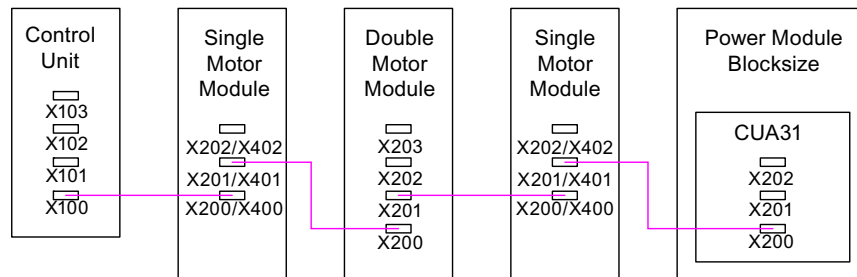 Control
Unit
X103
X102
X101
X100
Single
Motor
Module
X202/X402
X201/X401
X200/X400
Double
Motor
Module
X203
X202
X201
X200
Single
Motor
Module
X202/X402
X201/X401
X200/X400
Power Module
Blocksize
CUA31
X202
X201
X200